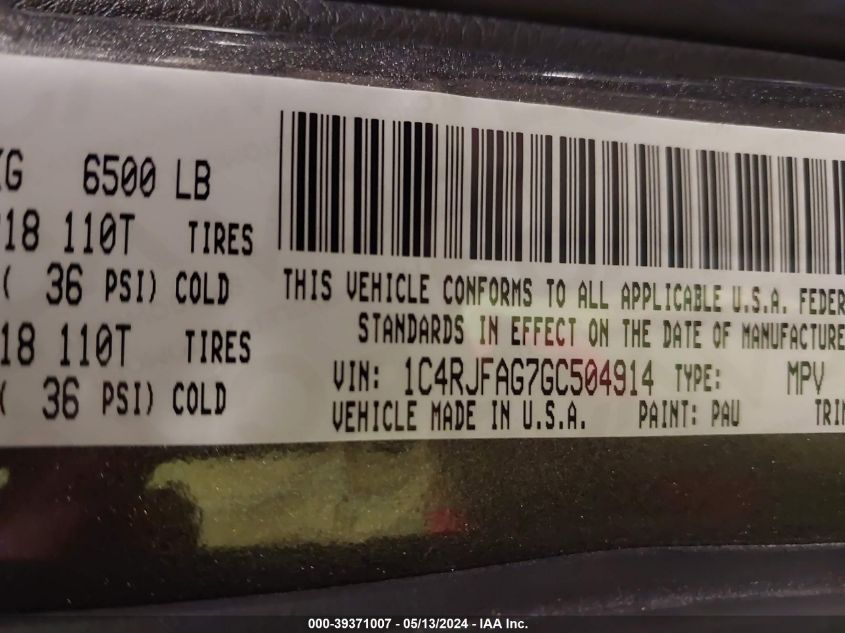 6500 LB
18 110T TIRES
( 36 PSI) COLD
18 110T TIRES
36 PSI) COLD
THIS VEHICLE CONFORMS TO ALL APPLICABLE U.S.A. FEDER
STANDARDS IN EFFECT ON THE DATE OF MANUFACTURE
VIN: 1C4RJFAG7GC504914 TYPE: MPV
VEHICLE MADE IN U.S.A. PAINT: PAU TRIM
000-39371007 - 05/13/2024 - IAA Inc.